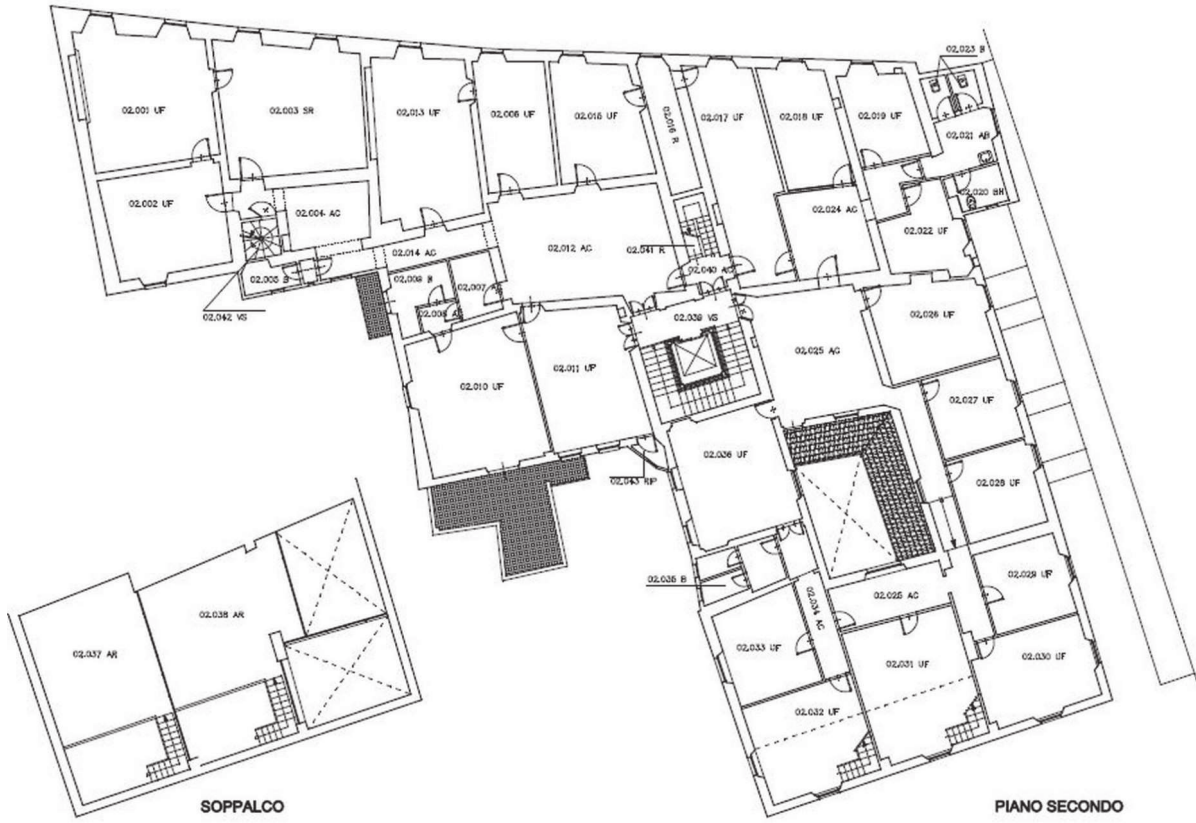 02.023 B
02.001 UF
02.003 SR
02.013 UF
02.006 UF
02.015 UF
02.016 R
02.017 UF
02.018 UF
02.019 UF
02.021 AB
02.020 BH
02.002 UF
02.004 AC
02.014 AC
02.012 AC
02.041 R
02.040 AC
02.024 AC
02.022 UF
02.005 B
02.042 VS
02.009 B
02.007
02.008 AC
02.039 VS
02.025 AC
02.026 UF
02.010 UF
02.011 UF
02.027 UF
02.036 UF
02.028 UF
02.043 RIP
02.035 B
02.034 AC
02.025 AC
02.029 UF
02.033 UF
02.031 UF
02.030 UF
02.032 UF
02.037 AR
02.038 AR
SOPPALCO
PIANO SECONDO